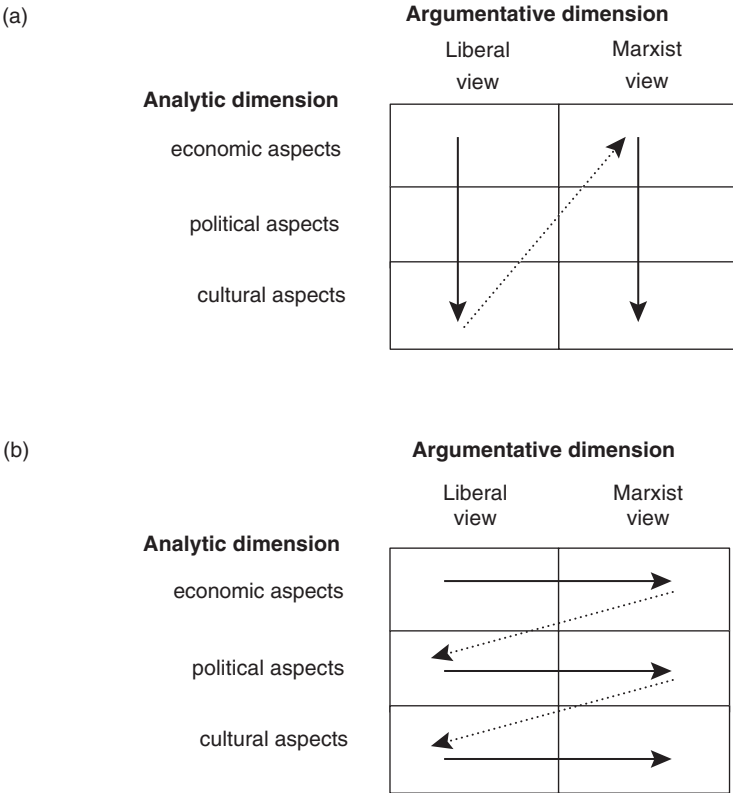 (a)
Argumentative dimension
Liberal
view
Marxist
view
Analytic dimension
economic aspects
political aspects
cultural aspects
(b)
Argumentative dimension
Liberal
view
Marxist
view
Analytic dimension
economic aspects
political aspects
cultural aspects